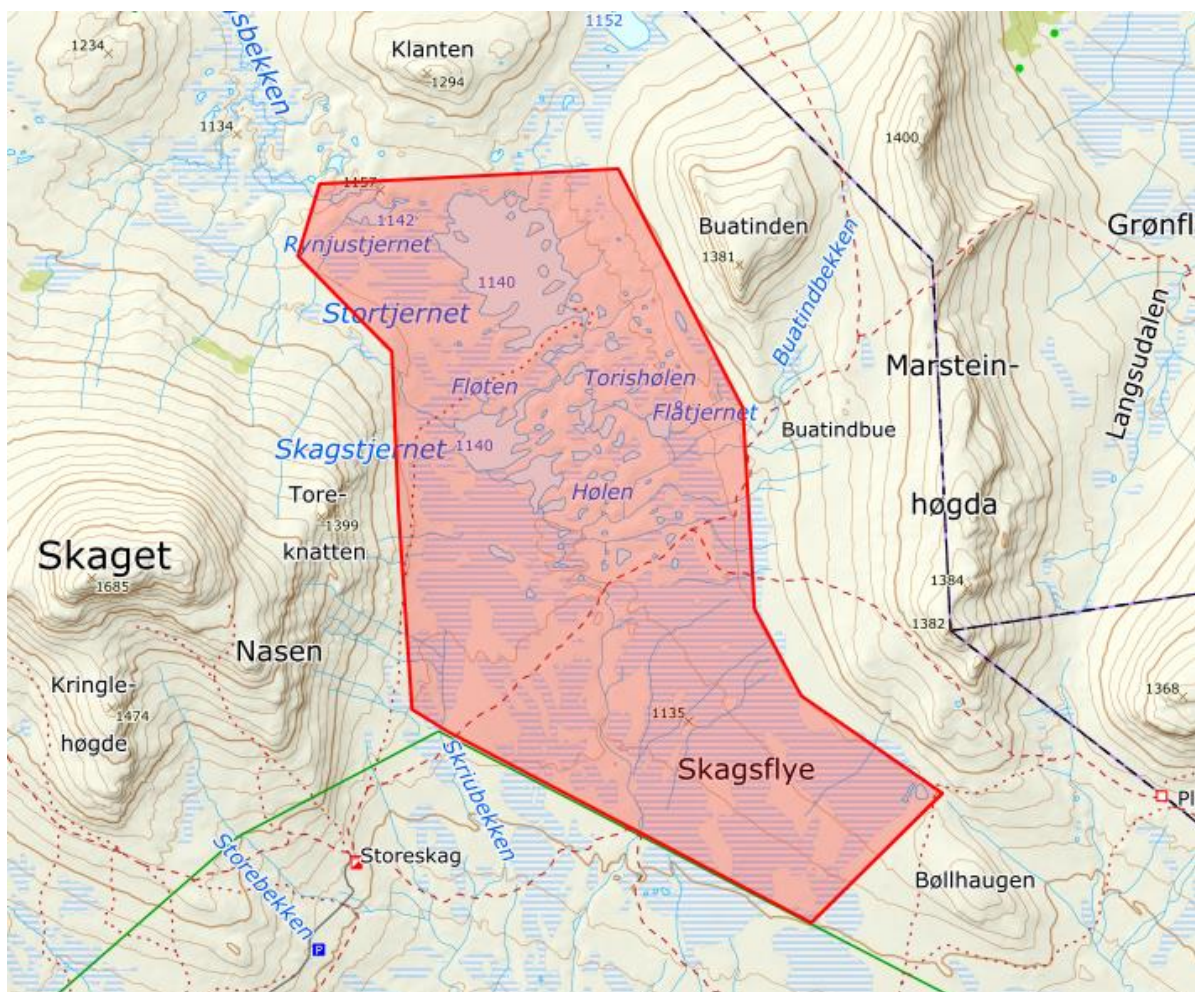 1152
1234
Klanten
1294
sbekken
1134
1400
1157
1142
Rynjustjernet
Buatinden
Grønfl
1381
1140
Stortjernet
Buatindbekken
Langsudalen
Marstein-
høgda
Fløten
Torishølen
Flåtjernet
Buatindbue
Skagstjernet
1140
Hølen
Tore-
knatten
1399
Skaget
1685
1384
1382
Nasen
Kringle-
høgde
1474
1368
1135
Skagsflye
Skriubekken
Pl
Storeskag
Storebekken
Bøllhaugen
P